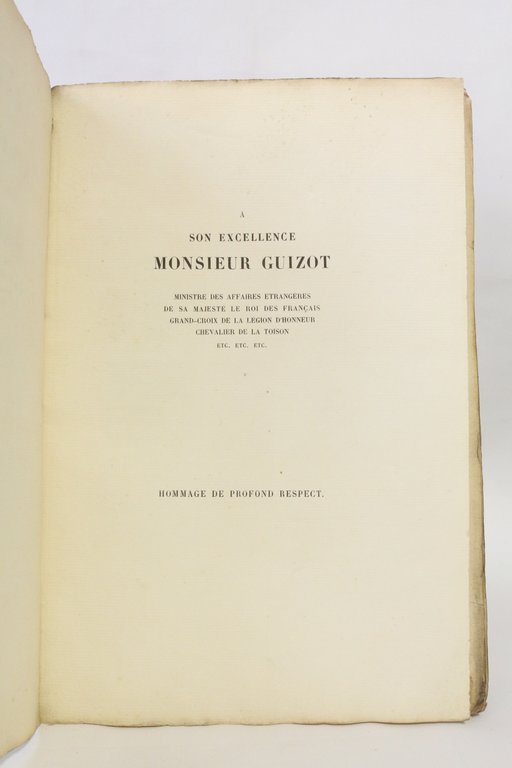 A
SON EXCELLENCE
MONSIEUR GUIZOT
MINISTRE DES AFFAIRES ETRANGÈRES
DE SA MAJESTE LE ROI DES FRANÇAIS
GRAND-CROIX DE LA LÉGION D'HONNEUR
CHEVALIER DE LA TOISON
ETC. ETC. ETC.
HOMMAGE DE PROFOND RESPECT.